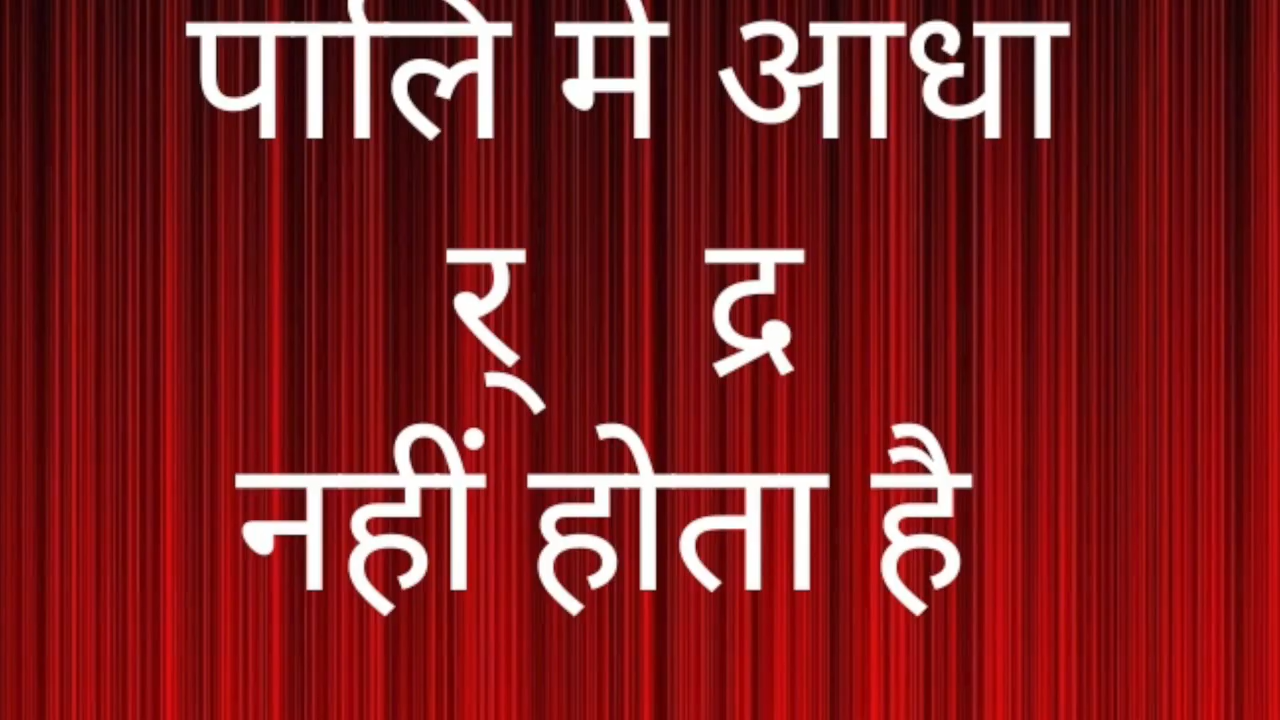 पालि मे आधा
र् द्र
नहीं होता है